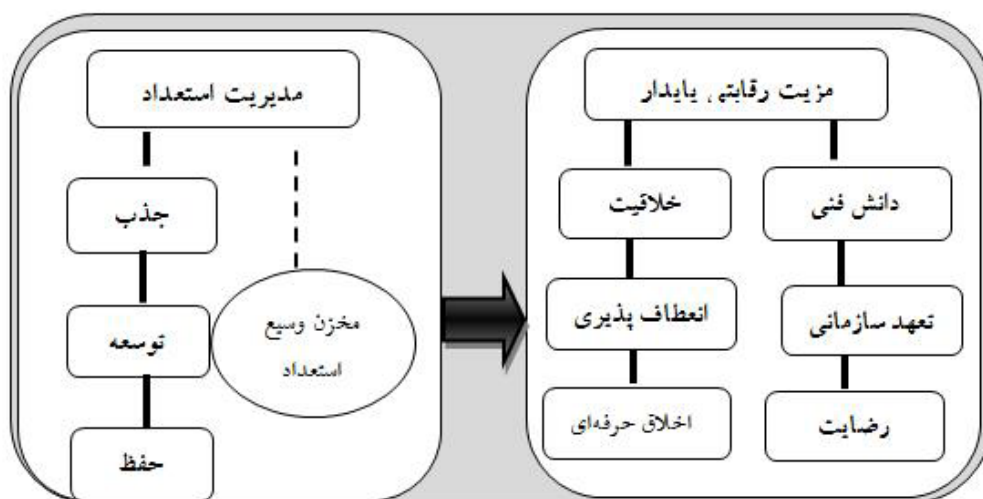 مدیریت استعداد
جذب
توسعه
حفظ
مخزن وسیع
استعداد
مزیت رقابتی پایدار
خلاقیت
انعطاف پذیری
اخلاق حرفه‌ای
دانش فنی
تعهد سازمانی
رضایت